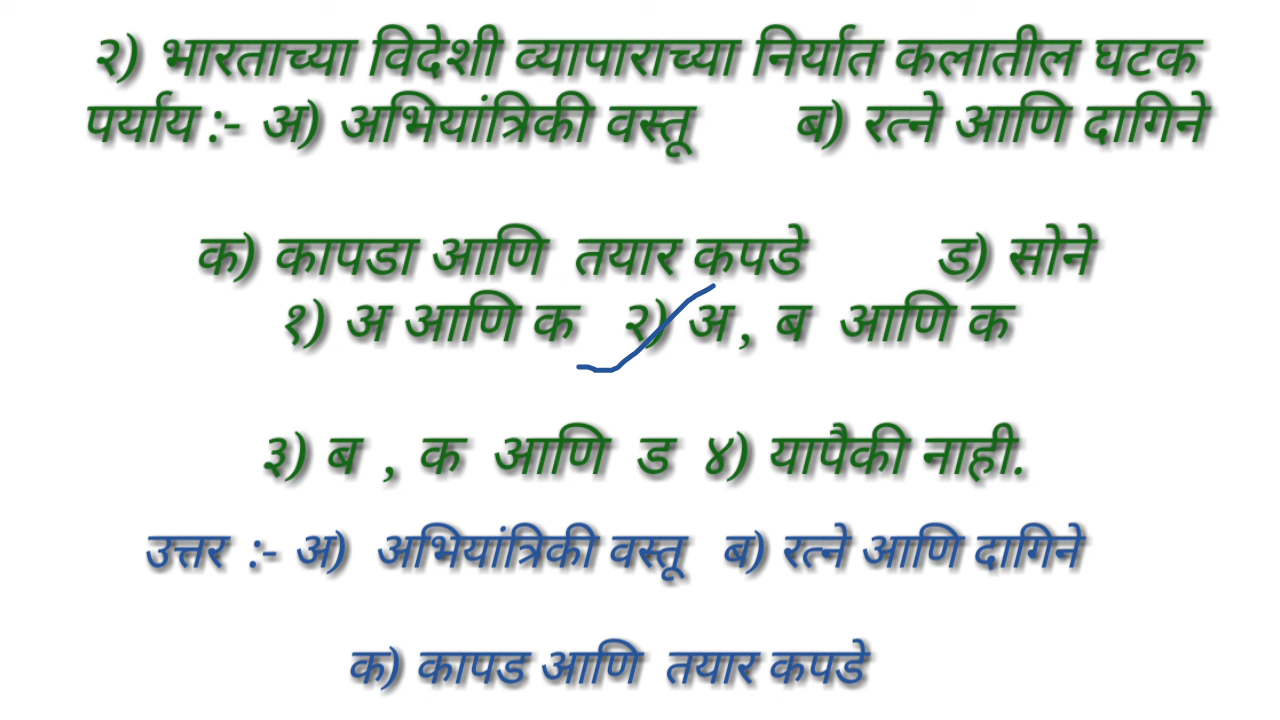 २) भारताच्या विदेशी व्यापाराच्या निर्यात कलातील घटक
पर्याय :- अ) अभियांत्रिकी वस्तू ब) रत्ने आणि दागिने
क) कापडा आणि तयार कपडे ड) सोने
१) अ आणि क २) अ , ब आणि क
३) ब , क आणि ड ४) यापैकी नाही.
उत्तर :- अ) अभियांत्रिकी वस्तू ब) रत्ने आणि दागिने
क) कापड आणि तयार कपडे